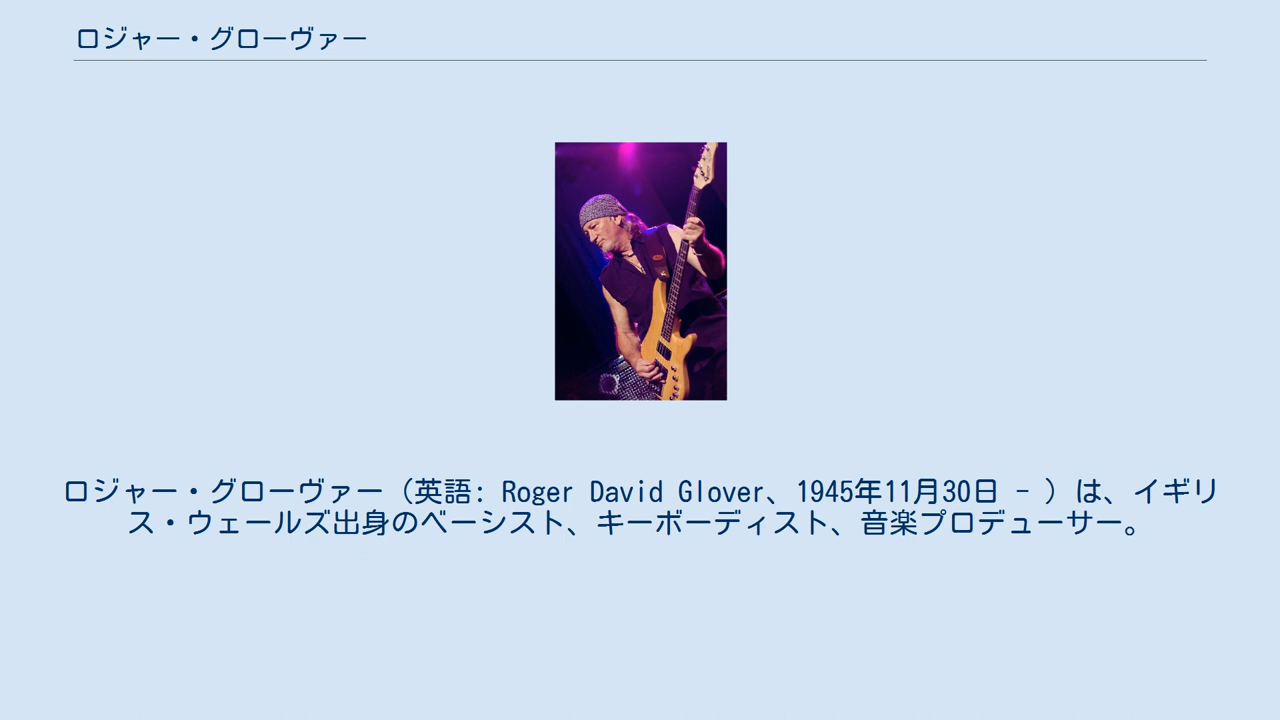 ロジャー・グローヴァー
ロジャー・グローヴァー（英語: Roger David Glover、1945年11月30日 - ）は、イギリ
ス・ウェールズ出身のベーシスト、キーボーディスト、音楽プロデューサー。